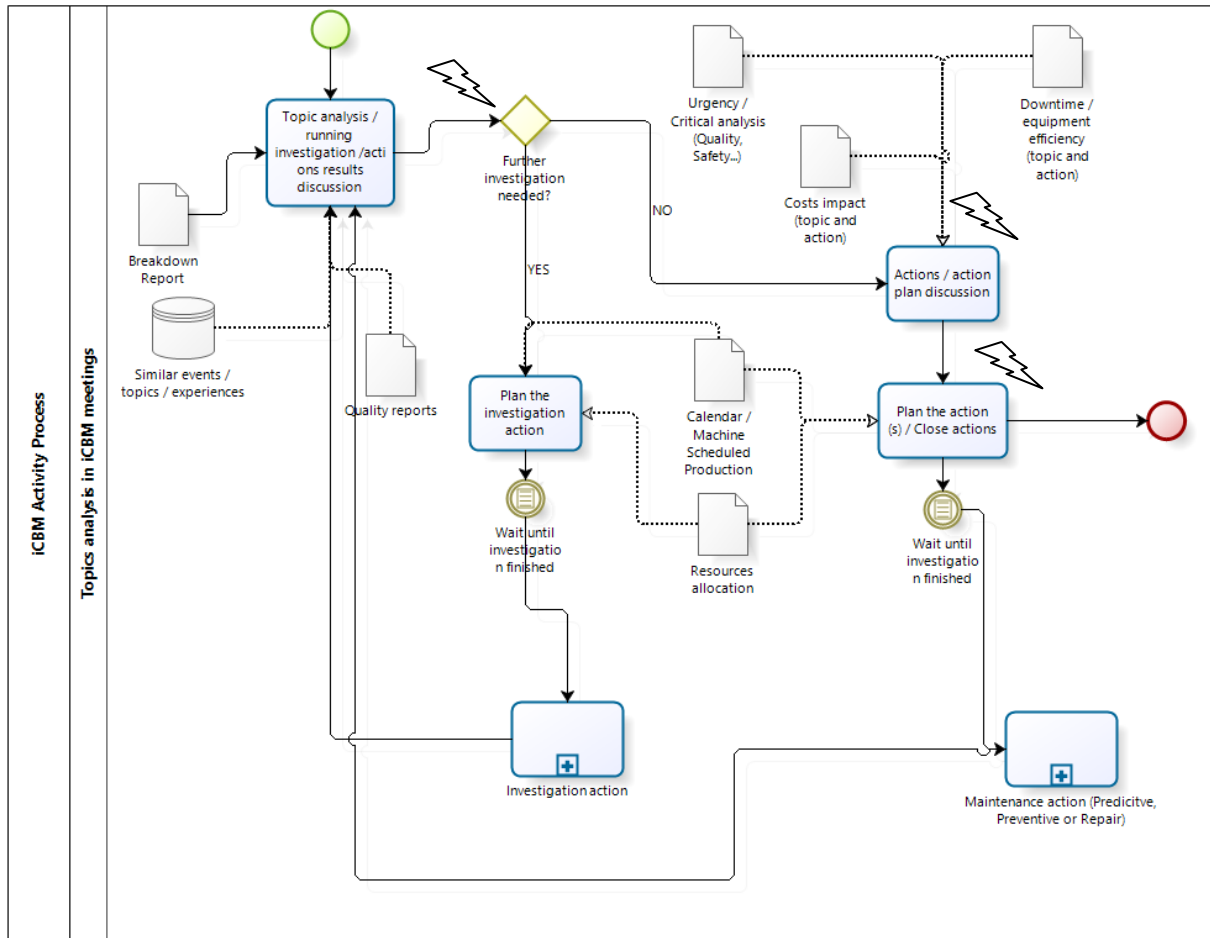 iCBM Activity Process
Topics analysis in iCBM meetings
Topic analysis /
running
investigation /acti
ons results
discussion
Breakdown
Report
Similar events /
topics / experiences
Quality reports
Further
investigation
needed?
NO
YES
Urgency /
Critical analysis
(Quality,
Safety...)
Costs impact
(topic and
action)
Downtime /
equipment
efficiency
(topic and
action)
Actions / action
plan discussion
Plan the
investigation
action
Calendar /
Machine
Scheduled
Production
Plan the action
(s) / Close actions
Wait until
investigatio
n finished
Resources
allocation
Wait until
investigatio
n finished
Investigation action
Maintenance action (Predicitve,
Preventive or Repair)